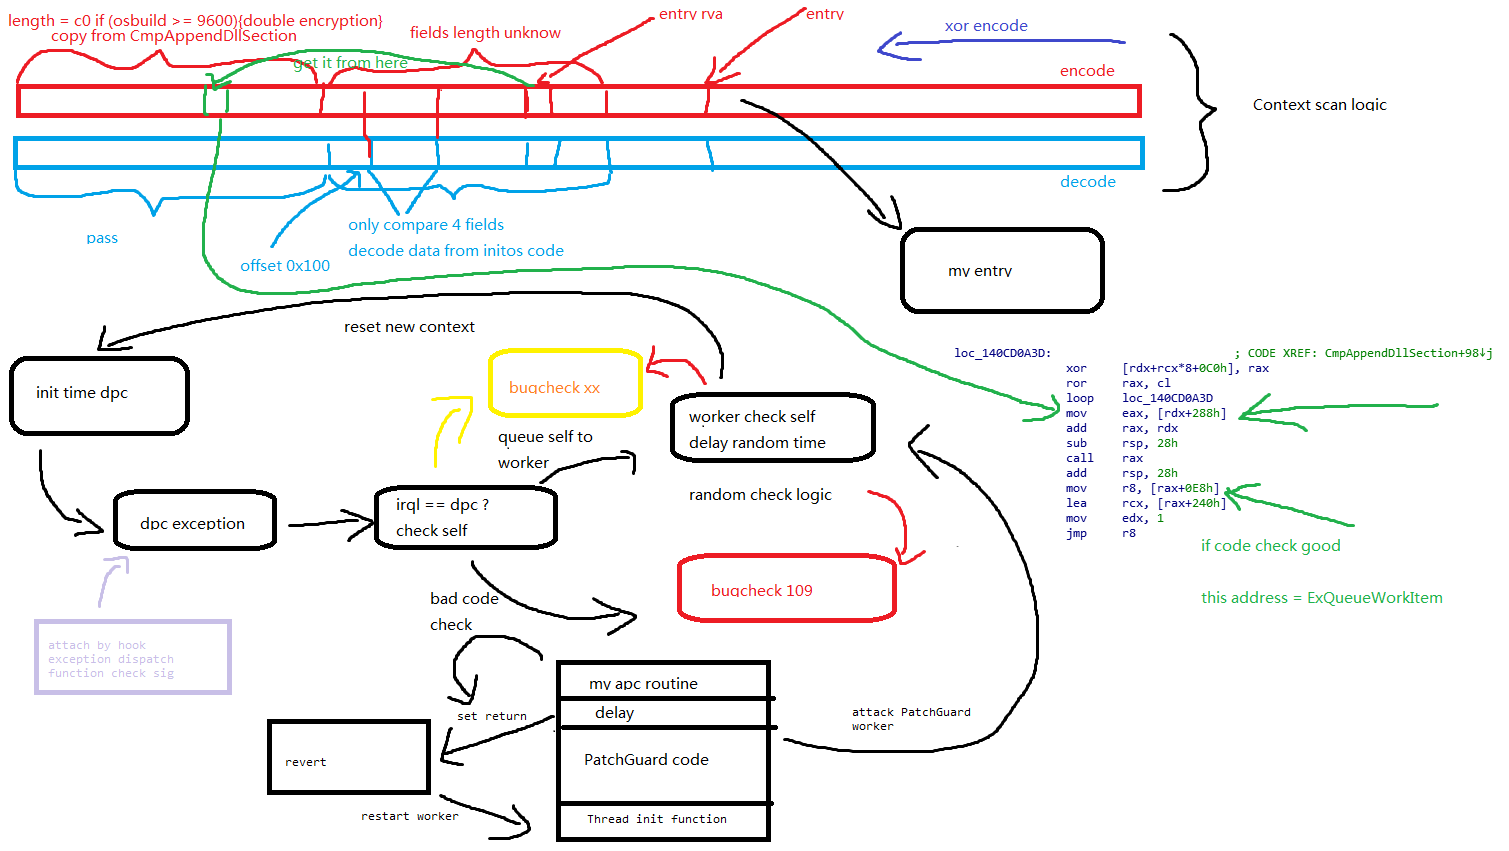 length = c0 if (osbuild >= 9600){double encryption}
copy from CmpAppendDllSection
fields length unknow
entry rva
entry
xor encode
get it from here
encode
Context scan logic
decode
pass
offset 0x100
only compare 4 fields
decode data from initos code
my entry
reset new context
init time dpc
bugcheck xx
worker check self
delay random time
queue self to
worker
dpc exception
irql == dpc ?
check self
random check logic
bad code
check
bugcheck 109
attach by hook
exception dispatch
function check sig
my apc routine
delay
PatchGuard code
Thread init function
set return
revert
restart worker
attack PatchGuard
worker
loc_140CD0A3D: ; CODE XREF: CmpAppendDllSection+98↓j
xor [rdx+rcx*8+0C0h], rax
ror rax, cl
loop loc_140CD0A3D
mov eax, [rdx+288h]
add rax, rdx
sub rsp, 28h
call rax
add rsp, 28h
mov r8, [rax+0E8h]
lea rcx, [rax+240h]
mov edx, 1
jmp r8
if code check good
this address = ExQueueWorkItem